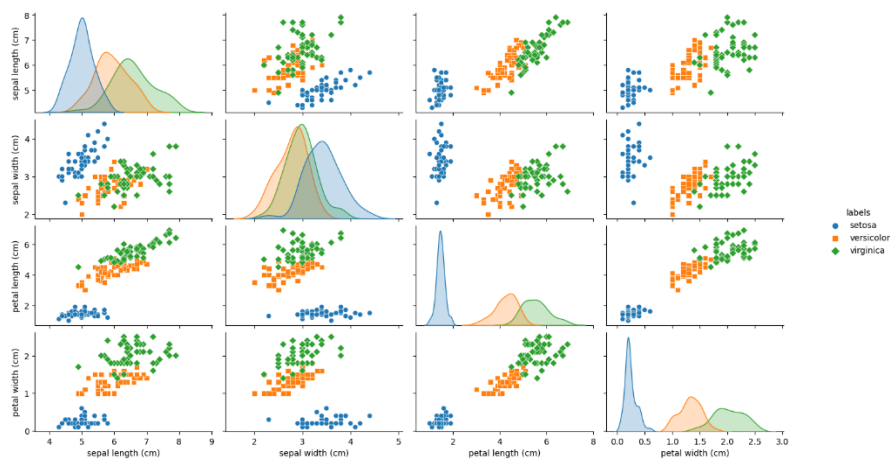 8
7
6
5
sepal length (cm)
4
3
2
sepal width (cm)
6
4
2
petal length (cm)
2
1
0
petal width (cm)
4 5 6 7 8 9
sepal length (cm)
2 3 4 5
sepal width (cm)
2 4 6 8
petal length (cm)
0.0 0.5 1.0 1.5 2.0 2.5 3.0
petal width (cm)
labels
setosa
versicolor
virginica